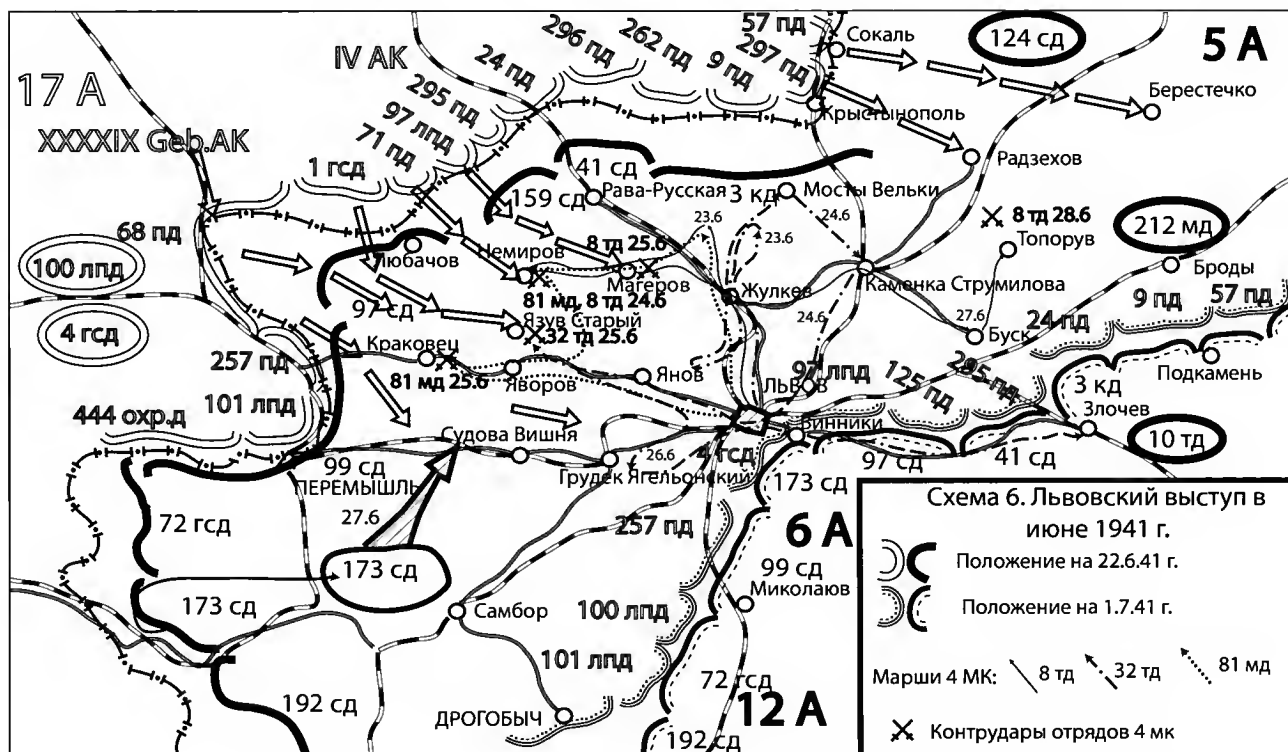 57 пд
Сокаль
124 сд
5 А
IV АК
296 пд
262 пд
9 пд
297 пд
24 пд
Берестечко
17 А
295 пд
Крыстынополь
97 лпд
XXXXIX Geb.АК
71 пд
Радзехов
1 гсд
41 сд
159 сд
Рава-Русская
3 кд
Мосты Вельки
23.6
24.6
8 тд 28.6
212 мд
68 пд
Топорув
23.6
Немиров
8 тд 25.6
100 лпд
Любачов
Магеров
Броды
Жулкев
Каменка Струмилова
81 мд, 8 тд 24.6
9 пд
57 пд
97 сд
Язув Старый
24.6
27.6
24 пд
4 гсд
32 тд 25.6
Буск
Краковец
257 пд
Яворов
Янов
81 мд 25.6
ЛЬВОВ
97 лпд
125 пд
295 пд
3 кд
Подкамень
444 охр.д
101 лпд
Злочев
Судова Вишня
Винники
10 тд
99 сд
26.6
4 гсд
97 сд
41 сд
ПЕРЕМЫШЛЬ
Грудек Ягельонский
173 сд
27.6
72 гсд
257 пд
6 А
173 сд
99 сд
173 сд
Миколаюв
Самбор
100 лпд
101 лпд
72 гсд
192 сд
ДРОГОБЫЧ
12 А
192 сд
Схема 6. Львовский выступ в
июне 1941 г.
Положение на 22.6.41 г.
Положение на 1.7.41 г.
Марши 4 МК:
8 тд
32 тд
81 мд
Контрудары отрядов 4 мк